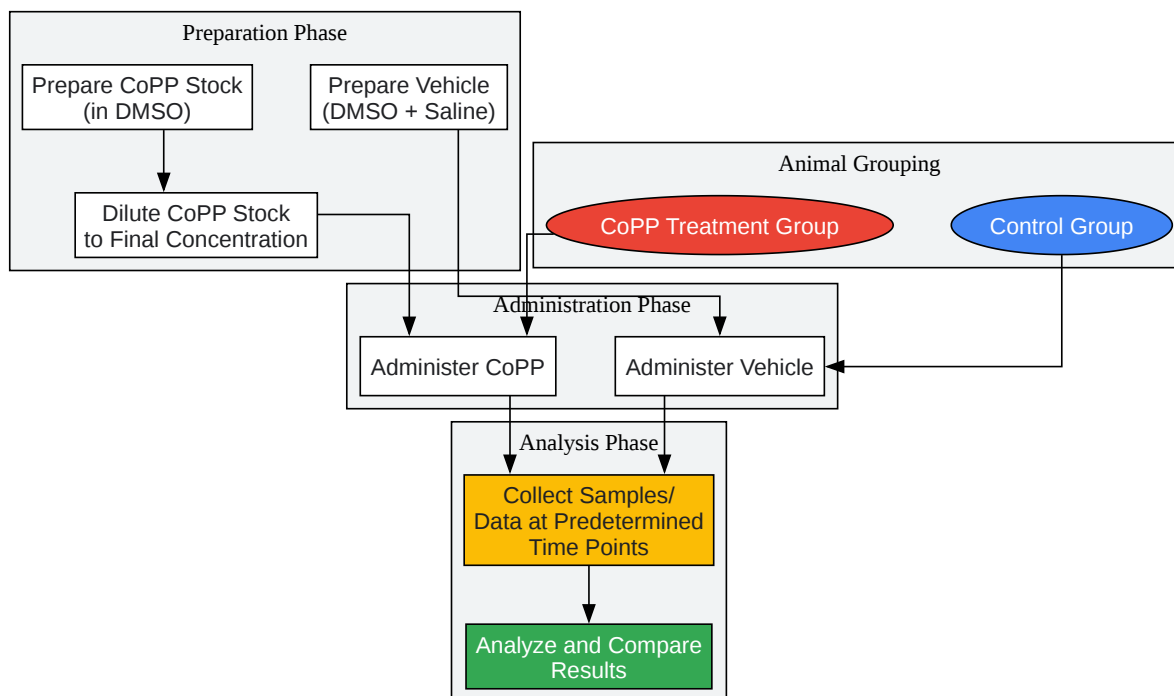 Preparation Phase
Prepare CoPP Stock
(in DMSO)
Prepare Vehicle
(DMSO + Saline)
Dilute CoPP Stock
to Final Concentration
Animal Grouping
CoPP Treatment Group
Control Group
Administration Phase
Administer CoPP
Administer Vehicle
Analysis Phase
Collect Samples/
Data at Predetermined
Time Points
Analyze and Compare
Results